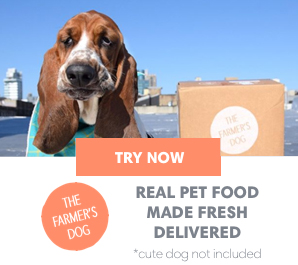 THE
FARMER'S
DOG
TRY NOW
THE
FARMER'S
DOG
REAL PET FOOD
MADE FRESH
DELIVERED
*cute dog not included